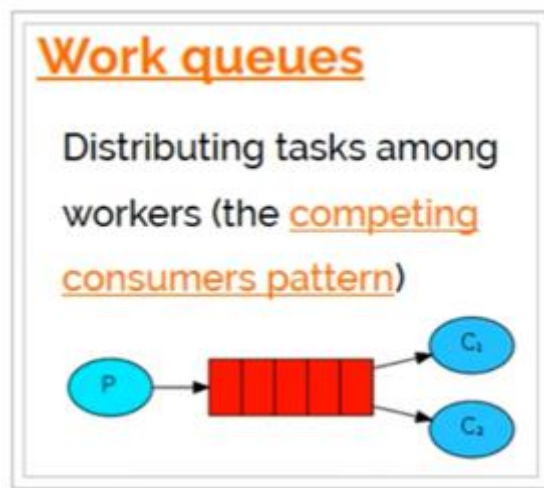 Work queues
Distributing tasks among
workers (the competing
consumers pattern)
P
C₁
C₂